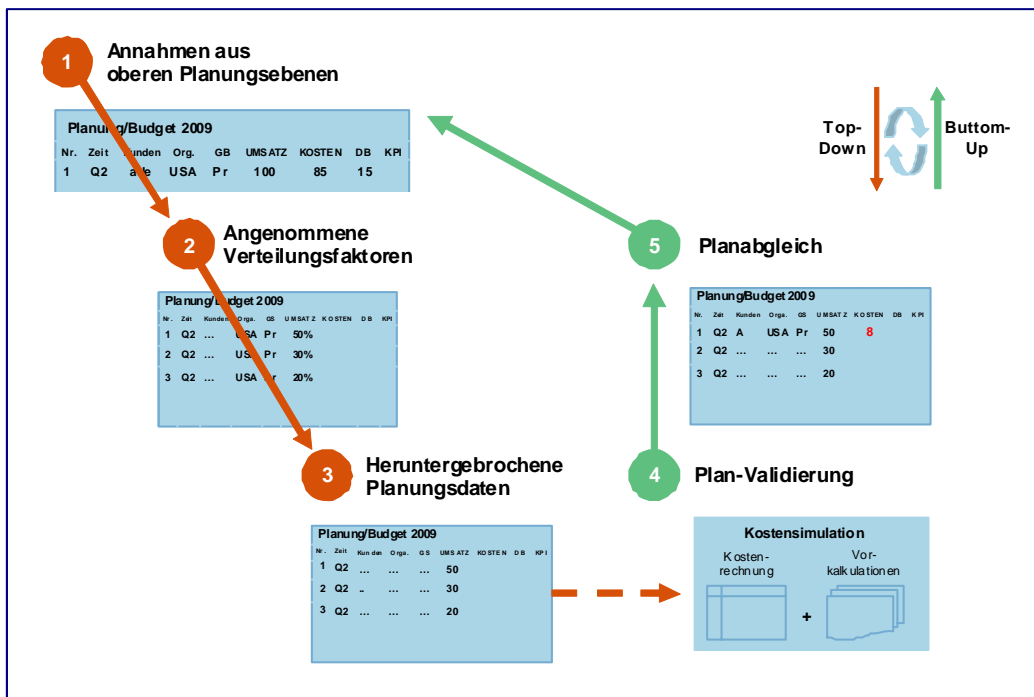 1
Annahmen aus
oberen Planungsebenen
Planung/Budget 2009
Nr. Zeit Kunden Org. GB UMSATZ KOSTEN DB KPI
1 Q2 alle USA Pr 100 85 15
Top-
Down
Buttom-
Up
2
Angenommene
Verteilungsfaktoren
Planung/Budget 2009
Nr. Zeit Kunden Orga. GS UMSATZ KOSTEN DB KPI
1 Q2 ... USA Pr 50%
2 Q2 ... USA Pr 30%
3 Q2 ... USA Pr 20%
5
Planabgleich
Planung/Budget 2009
Nr. Zeit Kunden Orga. GS UMSATZ KOSTEN DB KPI
1 Q2 A USA Pr 50 8
2 Q2 ... ... ... 30
3 Q2 ... ... ... 20
3
Heruntergebrochene
Planungsdaten
Planung/Budget 2009
Nr. Zeit Kunden Orga. GS UMSATZ KOSTEN DB KPI
1 Q2 ... ... ... 50
2 Q2 .. ... ... 30
3 Q2 ... ... ... 20
4
Plan-Validierung
Kostensimulation
Kosten-
rechnung
+
Vor-
kalkulationen